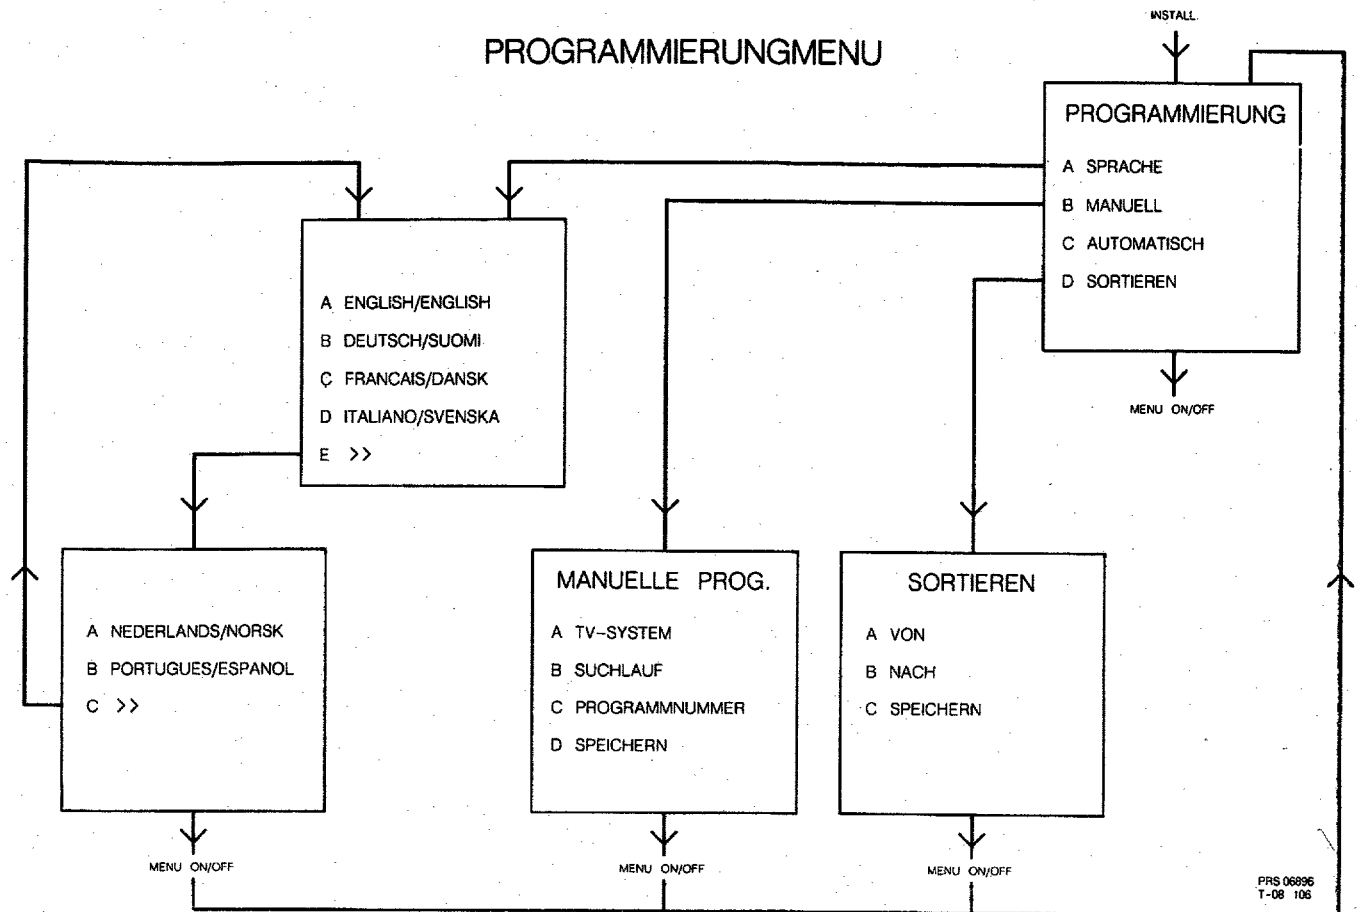 INSTALL
PROGRAMMIERUNGMENU
PROGRAMMIERUNG
A SPRACHE
B MANUELL
C AUTOMATISCH
D SORTIEREN
MENU ON/OFF
A ENGLISH/ENGLISH
B DEUTSCH/SUOMI
C FRANCAIS/DANSK
D ITALIANO/SVENSKA
E >>
A NEDERLANDS/NORSK
B PORTUGUES/ESPANOL
C >>
MENU ON/OFF
MANUELLE PROG.
A TV-SYSTEM
B SUCHLAUF
C PROGRAMMNUMMER
D SPEICHERN
MENU ON/OFF
SORTIEREN
A VON
B NACH
C SPEICHERN
MENU ON/OFF
PRS 06896
T-08 106